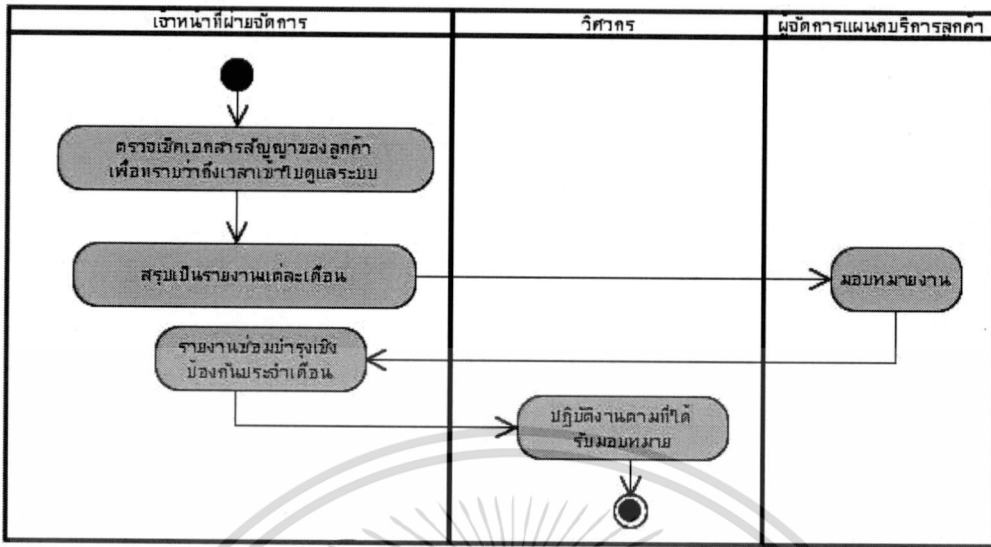 เจ้าหน้าที่ฝ่ายจัดการ
วิศวกร
ผู้จัดการแผนกบริการลูกค้า
ตรวจเช็คเอกสารสัญญาของลูกค้า
เพื่อทราบว่าถึงเวลาเข้าไปดูแลระบบ
สรุปเป็นรายงานแต่ละเดือน
มอบหมายงาน
รายงานซ่อมบำรุงเชิง
ป้องกันประจำเดือน
ปฏิบัติงานตามที่ได้
รับมอบหมาย